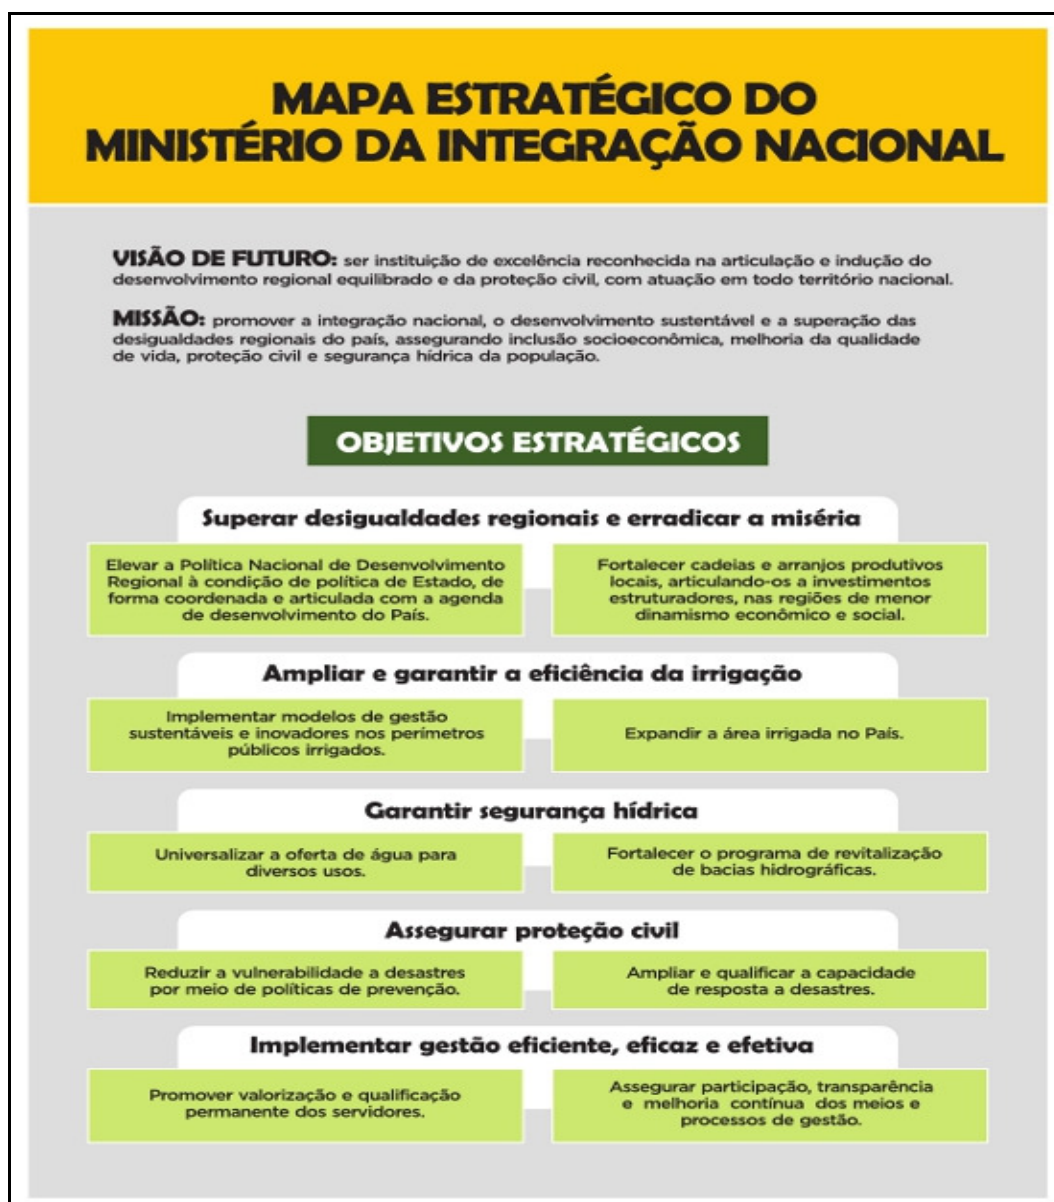 MAPA ESTRATÉGICO DO
MINISTÉRIO DA INTEGRAÇÃO NACIONAL
VISÃO DE FUTURO: ser instituição de excelência reconhecida na articulação e indução do
desenvolvimento regional equilibrado e da proteção civil, com atuação em todo território nacional.
MISSÃO: promover a integração nacional, o desenvolvimento sustentável e a superação das
desigualdades regionais do país, assegurando inclusão socioeconômica, melhoria da qualidade
de vida, proteção civil e segurança hídrica da população.
OBJETIVOS ESTRATÉGICOS
Superar desigualdades regionais e erradicar a miséria
Elevar a Política Nacional de Desenvolvimento
Regional à condição de política de Estado, de
forma coordenada e articulada com a agenda
de desenvolvimento do País.
Fortalecer cadeias e arranjos produtivos
locais, articulando-os a investimentos
estruturadores, nas regiões de menor
dinamismo econômico e social.
Ampliar e garantir a eficiência da irrigação
Implementar modelos de gestão
sustentáveis e inovadores nos perímetros
públicos irrigados.
Expandir a área irrigada no País.
Garantir segurança hídrica
Universalizar a oferta de água para
diversos usos.
Fortalecer o programa de revitalização
de bacias hidrográficas.
Assegurar proteção civil
Reduzir a vulnerabilidade a desastres
por meio de políticas de prevenção.
Ampliar e qualificar a capacidade
de resposta a desastres.
Implementar gestão eficiente, eficaz e efetiva
Promover valorização e qualificação
permanente dos servidores.
Assegurar participação, transparência
e melhoria contínua dos meios e
processos de gestão.